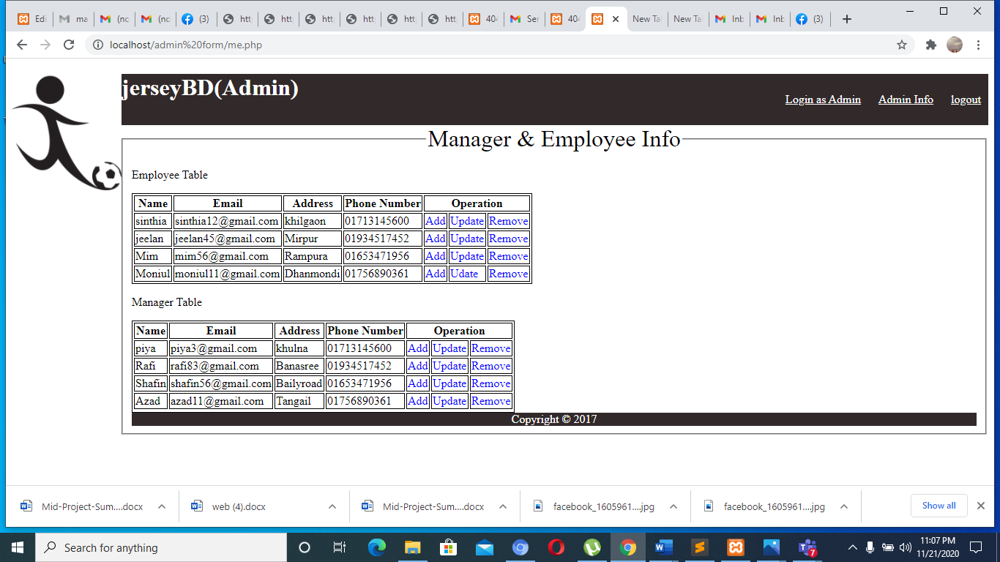 Edi ma (no (no (3) htt htt htt htt htt htt 404 Ser 404 New Ta New Ta Inb Inb (3)
localhost/admin%20form/me.php
jerseyBD(Admin)
Login as Admin Admin Info logout
Manager & Employee Info
Employee Table
Name Email Address Phone Number Operation
sinthia sinthia12@gmail.com khilgaon 01713145600 Add Update Remove
jeelan jeelan45@gmail.com Mirpur 01934517452 Add Update Remove
Mim mim56@gmail.com Rampura 01653471956 Add Update Remove
Moniul moniul11@gmail.com Dhanmondi 01756890361 Add Udate Remove
Manager Table
Name Email Address Phone Number Operation
piya piya3@gmail.com khulna 01713145600 Add Update Remove
Rafi rafi83@gmail.com Banasree 01934517452 Add Update Remove
Shafin shafin56@gmail.com Bailyroad 01653471956 Add Update Remove
Azad azad11@gmail.com Tangail 01756890361 Add Update Remove
Copyright © 2017
Mid-Project-Sum....docx web (4).docx Mid-Project-Sum....docx facebook_1605961....jpg facebook_1605961....jpg Show all
Search for anything
7
11:07 PM
11/21/2020